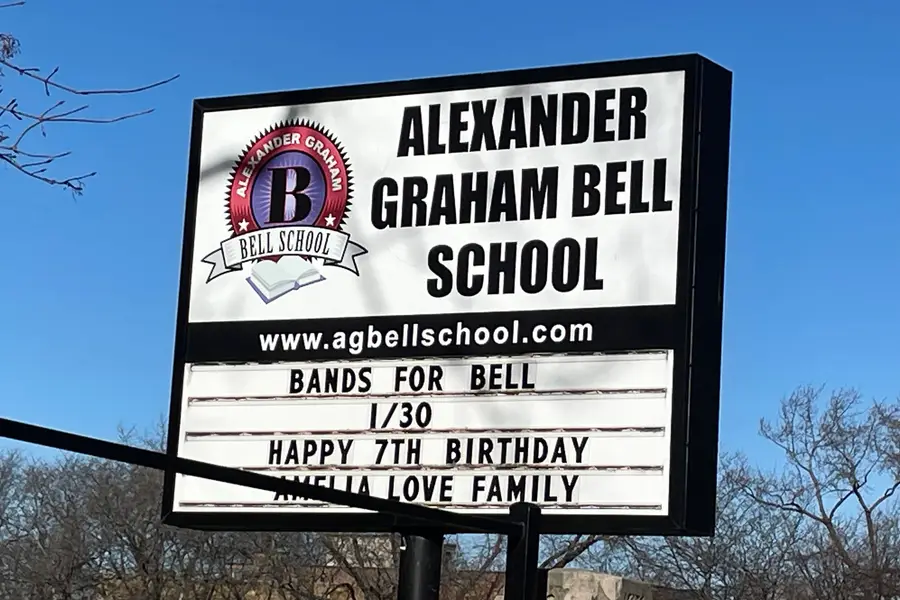 ALEXANDER GRAHAM
B
BELL SCHOOL
ALEXANDER
GRAHAM BELL
SCHOOL
www.agbellschool.com
BANDS FOR BELL
1/30
HAPPY 7TH BIRTHDAY
AMELIA LOVE FAMILY